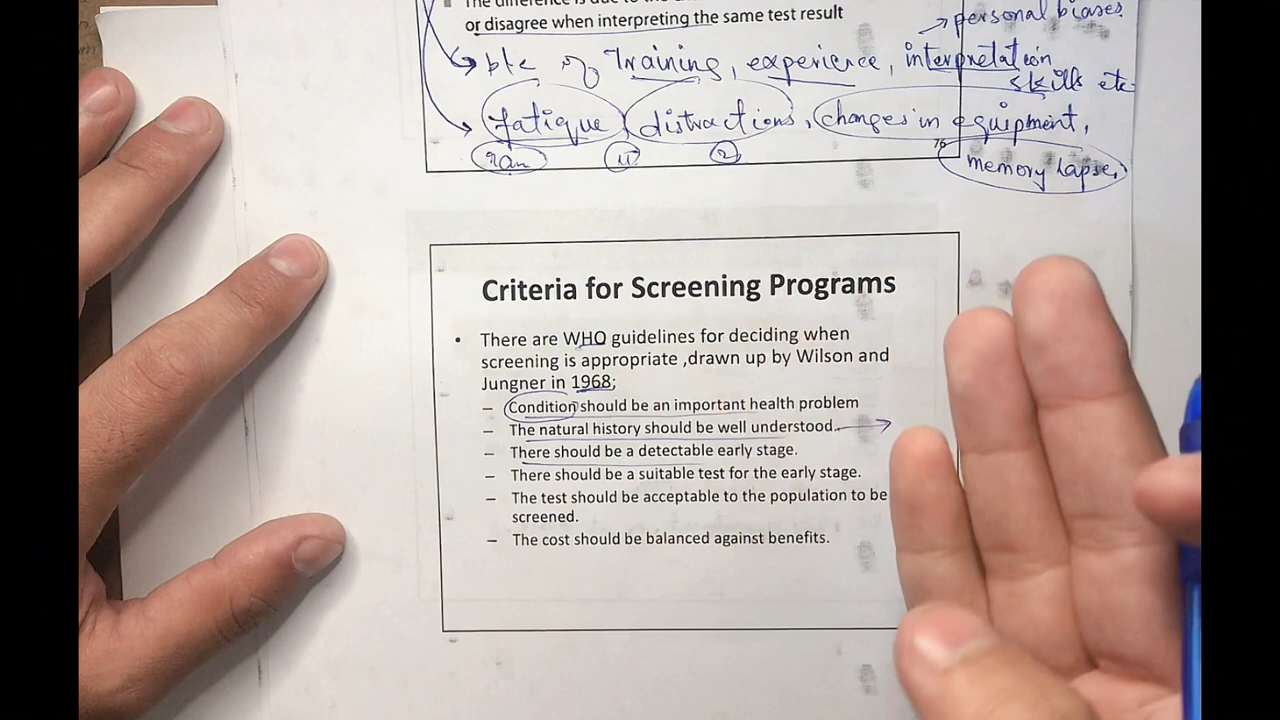 or disagree when interpreting the same test result
→ personal biases.
Training, experience, interpretation
skills etc
fatique, distractions, changes in equipment,
76
memory lapse,
Criteria for Screening Programs
• There are WHO guidelines for deciding when
screening is appropriate ,drawn up by Wilson and
Jungner in 1968;
– Condition should be an important health problem
– The natural history should be well understood.
– There should be a detectable early stage.
– There should be a suitable test for the early stage.
– The test should be acceptable to the population to be
screened.
– The cost should be balanced against benefits.